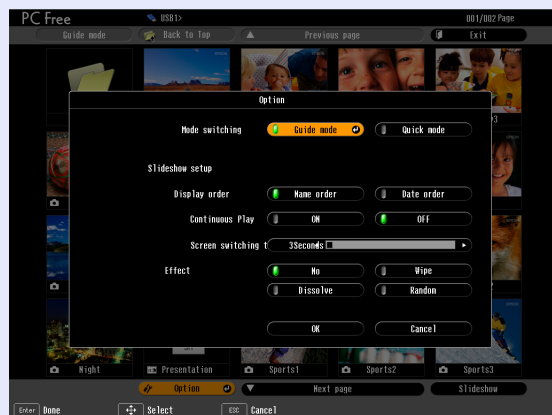 PC Free USB1> 001/002 Page
Guide mode Back to Top Previous page Exit
Option
Mode switching Guide mode Quick mode
Slideshow setup
Display order Name order Date order
Continuous Play ON OFF
Screen switching t 3Seconds
Effect No Wipe
Dissolve Random
OK Cancel
Night Presentation Sports1 Sports2 Sports3
Option Next page Slideshow
Enter Done Select ESC Cancel